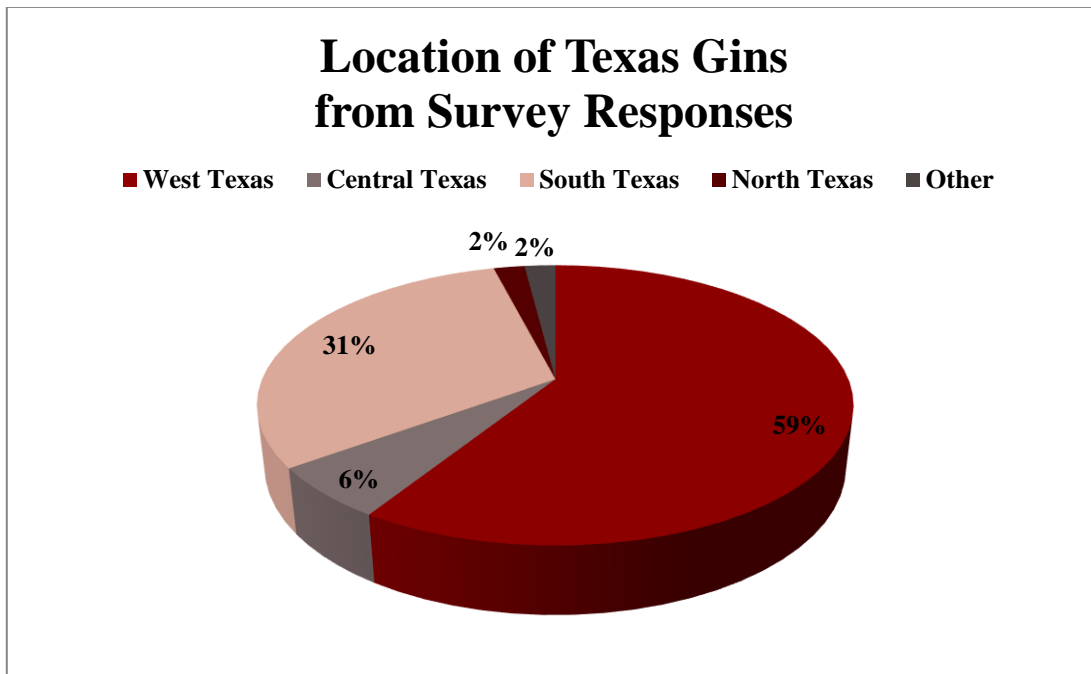 Location of Texas Gins
from Survey Responses
West Texas Central Texas South Texas North Texas Other
2% 2%
31%
59%
6%